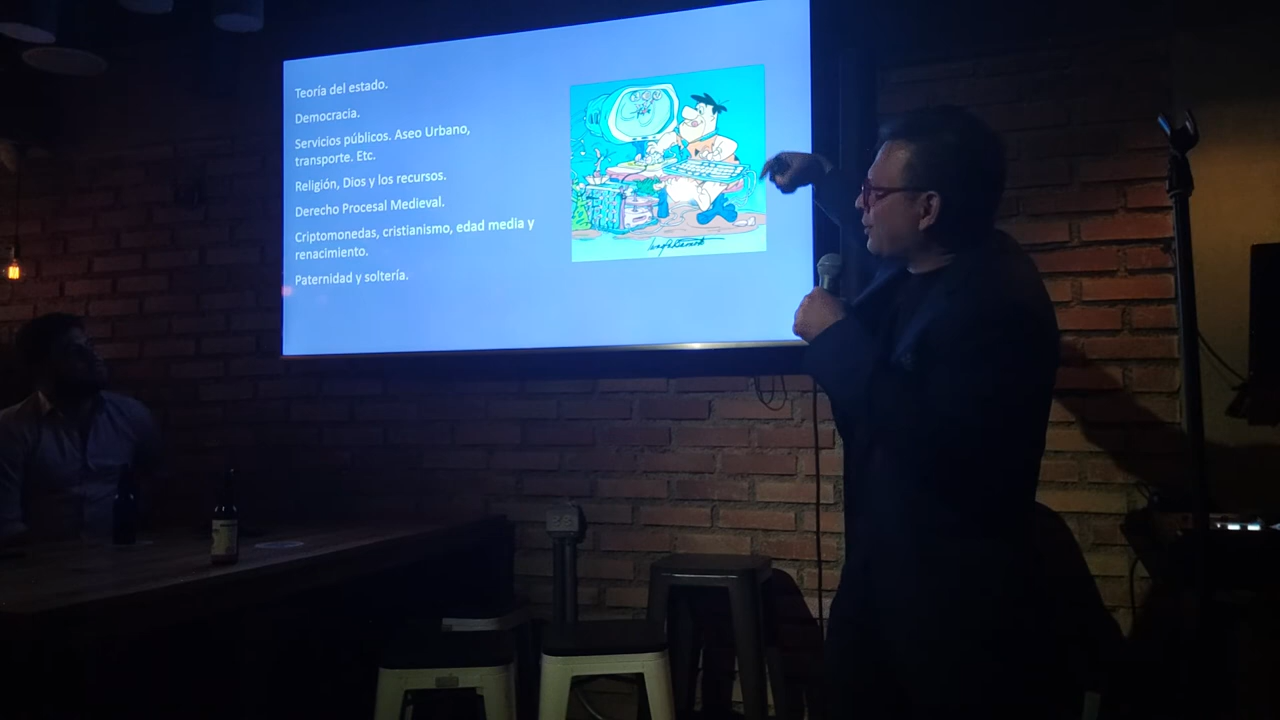 Teoría del estado.
Democracia.
Servicios públicos. Aseo Urbano,
transporte. Etc.
Religión, Dios y los recursos.
Derecho Procesal Medieval.
Criptomonedas, cristianismo, edad media y
renacimiento.
Paternidad y soltería.